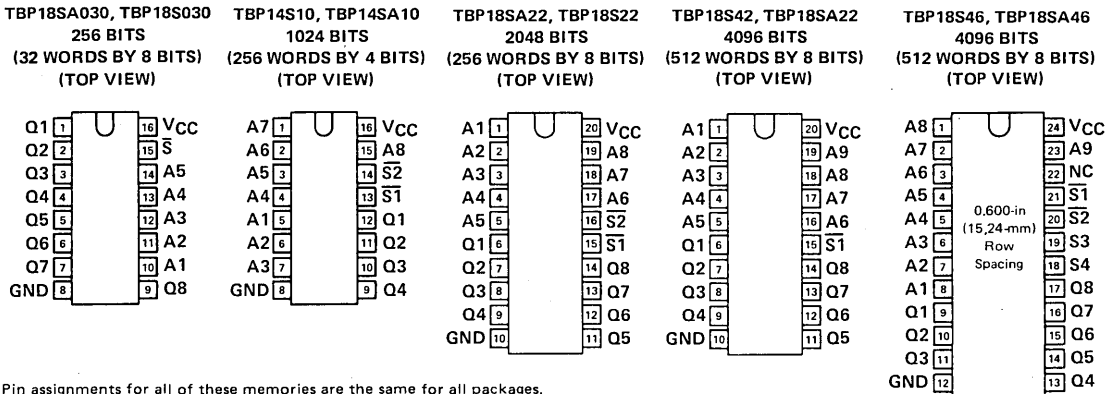 TBP18SA030, TBP18S030
256 BITS
(32 WORDS BY 8 BITS)
(TOP VIEW)
Q1 1 16 VCC
Q2 2 15 S̅
Q3 3 14 A5
Q4 4 13 A4
Q5 5 12 A3
Q6 6 11 A2
Q7 7 10 A1
GND 8 9 Q8
TBP14S10, TBP14SA10
1024 BITS
(256 WORDS BY 4 BITS)
(TOP VIEW)
A7 1 16 VCC
A6 2 15 A8
A5 3 14 S̅2̅
A4 4 13 S̅1̅
A1 5 12 Q1
A2 6 11 Q2
A3 7 10 Q3
GND 8 9 Q4
TBP18SA22, TBP18S22
2048 BITS
(256 WORDS BY 8 BITS)
(TOP VIEW)
A1 1 20 VCC
A2 2 19 A8
A3 3 18 A7
A4 4 17 A6
A5 5 16 S̅2̅
Q1 6 15 S̅1̅
Q2 7 14 Q8
Q3 8 13 Q7
Q4 9 12 Q6
GND 10 11 Q5
TBP18S42, TBP18SA22
4096 BITS
(512 WORDS BY 8 BITS)
(TOP VIEW)
A1 1 20 VCC
A2 2 19 A9
A3 3 18 A8
A4 4 17 A7
A5 5 16 A6
Q1 6 15 S̅1̅
Q2 7 14 Q8
Q3 8 13 Q7
Q4 9 12 Q6
GND 10 11 Q5
TBP18S46, TBP18SA46
4096 BITS
(512 WORDS BY 8 BITS)
(TOP VIEW)
A8 1 24 VCC
A7 2 23 A9
A6 3 22 NC
A5 4 21 S̅1̅
A4 5 20 S̅2̅
A3 6 19 S3
A2 7 18 S4
A1 8 17 Q8
Q1 9 16 Q7
Q2 10 15 Q6
Q3 11 14 Q5
GND 12 13 Q4
0.600-in
(15,24-mm)
Row
Spacing
Pin assignments for all of these memories are the same for all packages.